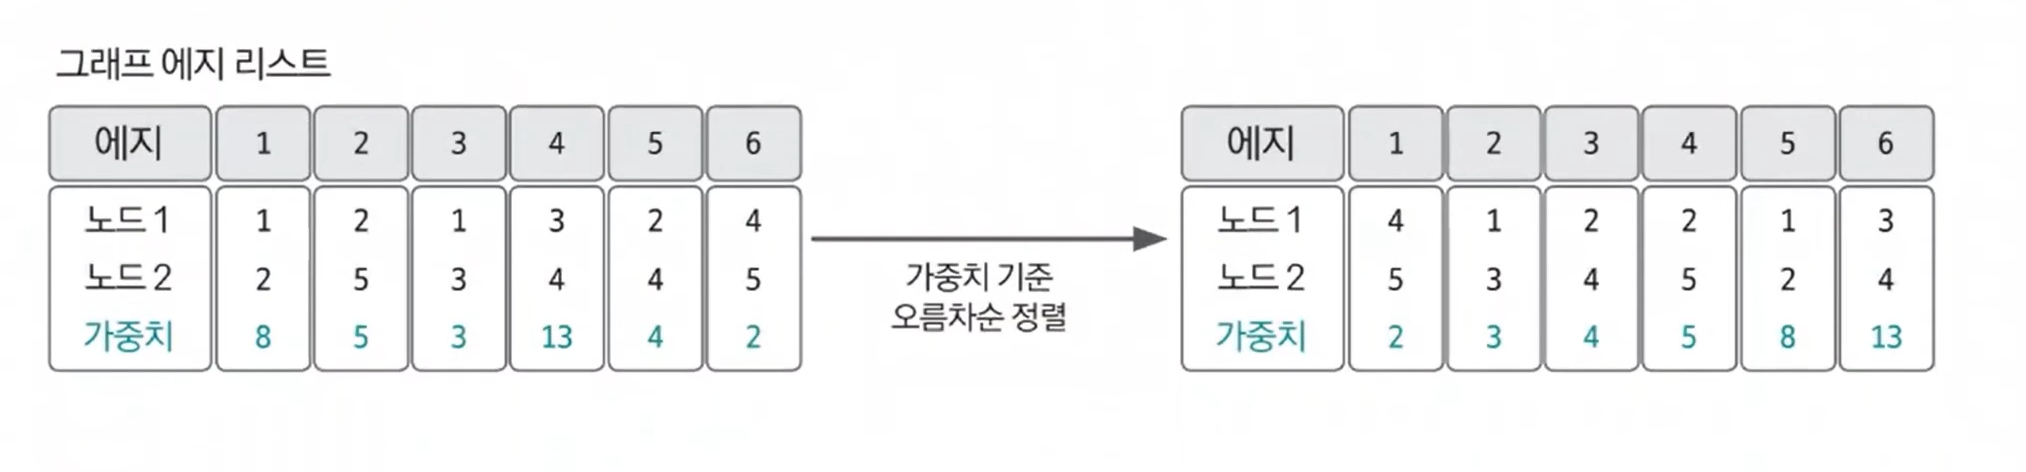 그래프 에지 리스트
에지 1 2 3 4 5 6
노드 1 1 2 1 3 2 4
노드 2 2 5 3 4 4 5
가중치 8 5 3 13 4 2
가중치 기준
오름차순 정렬
에지 1 2 3 4 5 6
노드 1 4 1 2 2 1 3
노드 2 5 3 4 5 2 4
가중치 2 3 4 5 8 13